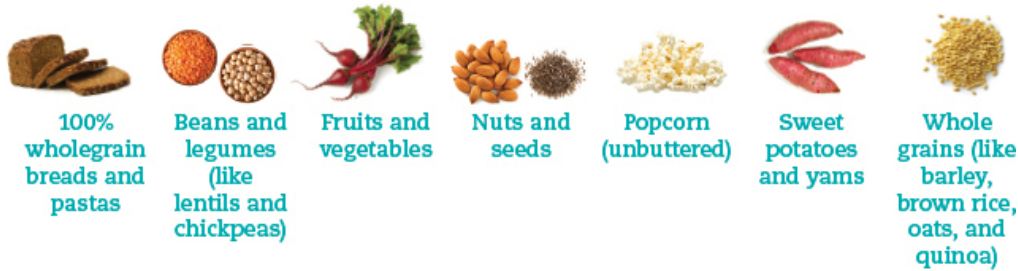 100%
wholegrain
breads and
pastas
Beans and
legumes
(like
lentils and
chickpeas)
Fruits and
vegetables
Nuts and
seeds
Popcorn
(unbuttered)
Sweet
potatoes
and yams
Whole
grains (like
barley,
brown rice,
oats, and
quinoa)